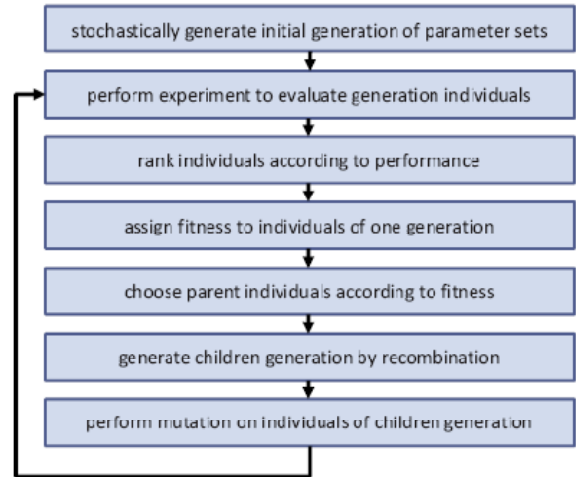 stochastically generate initial generation of parameter sets
perform experiment to evaluate generation individuals
rank individuals according to performance
assign fitness to individuals of one generation
choose parent individuals according to fitness
generate children generation by recombination
perform mutation on individuals of children generation